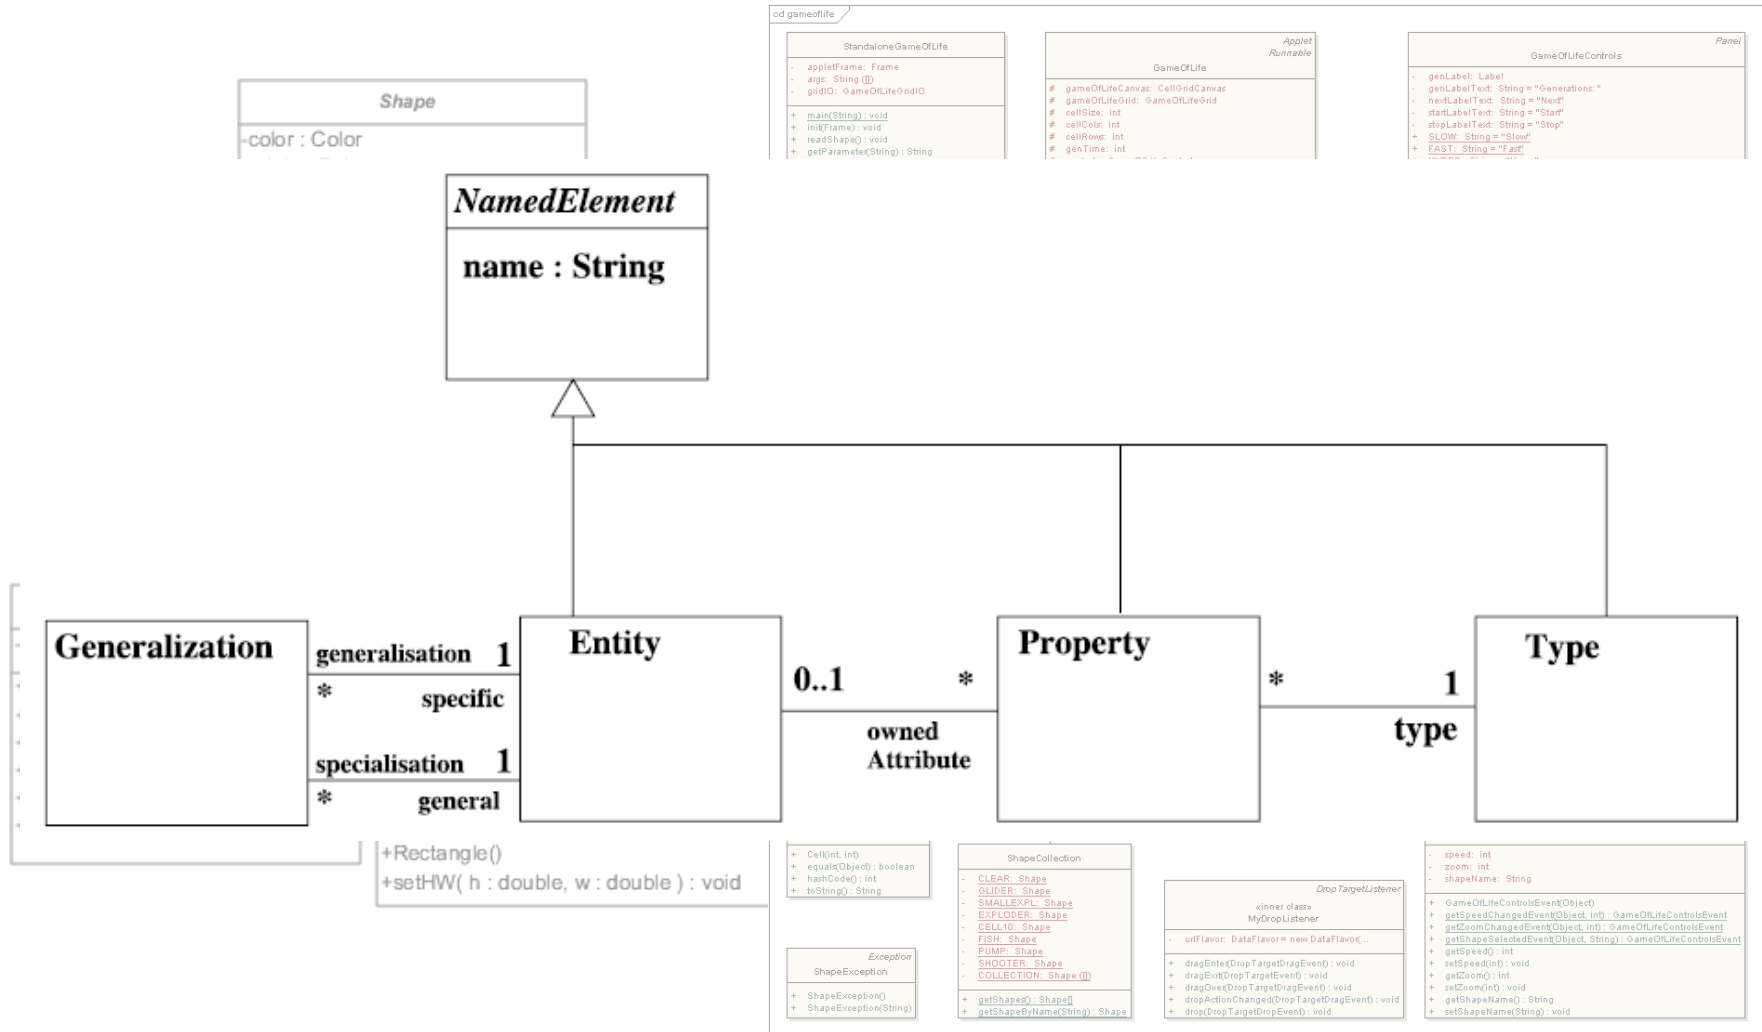 cd gameoflife
StandaloneGameOfLife
- appletFrame: Frame
- args: String ([])
- gridIO: GameOfLifeGridIO
+ main(String) : void
+ init(Frame) : void
+ readShape() : void
+ getParameter(String) : String
Applet
Runnable
GameOfLife
# gameOfLifeCanvas: CellGridCanvas
# gameOfLifeGrid: GameOfLifeGrid
# cellSize: int
# cellCols: int
# cellRows: int
# genTime: int
Panel
GameOfLifeControls
- genLabel: Label
- genLabelText: String = "Generations: "
- nextLabelText: String = "Next"
- startLabelText: String = "Start"
- stopLabelText: String = "Stop"
+ SLOW: String = "Slow"
+ FAST: String = "Fast"
Shape
-color : Color
NamedElement
name : String
Generalization
generalisation 1
* specific
specialisation 1
* general
Entity
0..1 *
owned
Attribute
Property
* 1
type
Type
+Rectangle()
+setHW( h : double, w : double ) : void
+ Cell(int, int)
+ equals(Object) : boolean
+ hashCode() : int
+ toString() : String
Exception
ShapeException
+ ShapeException()
+ ShapeException(String)
ShapeCollection
- CLEAR: Shape
- GLIDER: Shape
- SMALLEXPL: Shape
- EXPLODER: Shape
- CELL10: Shape
- FISH: Shape
- PUMP: Shape
- SHOOTER: Shape
- COLLECTION: Shape ([])
+ getShapes() : Shape[]
+ getShapeByName(String) : Shape
DropTargetListener
«inner class»
MyDropListener
- urlFlavor: DataFlavor = new DataFlavor(...
+ dragEnter(DropTargetDragEvent) : void
+ dragExit(DropTargetEvent) : void
+ dragOver(DropTargetDragEvent) : void
+ dropActionChanged(DropTargetDragEvent) : void
+ drop(DropTargetDropEvent) : void
- speed: int
- zoom: int
- shapeName: String
+ GameOfLifeControlsEvent(Object)
+ getSpeedChangedEvent(Object, int) : GameOfLifeControlsEvent
+ getZoomChangedEvent(Object, int) : GameOfLifeControlsEvent
+ getShapeSelectedEvent(Object, String) : GameOfLifeControlsEvent
+ getSpeed() : int
+ setSpeed(int) : void
+ getZoom() : int
+ setZoom(int) : void
+ getShapeName() : String
+ setShapeName(String) : void